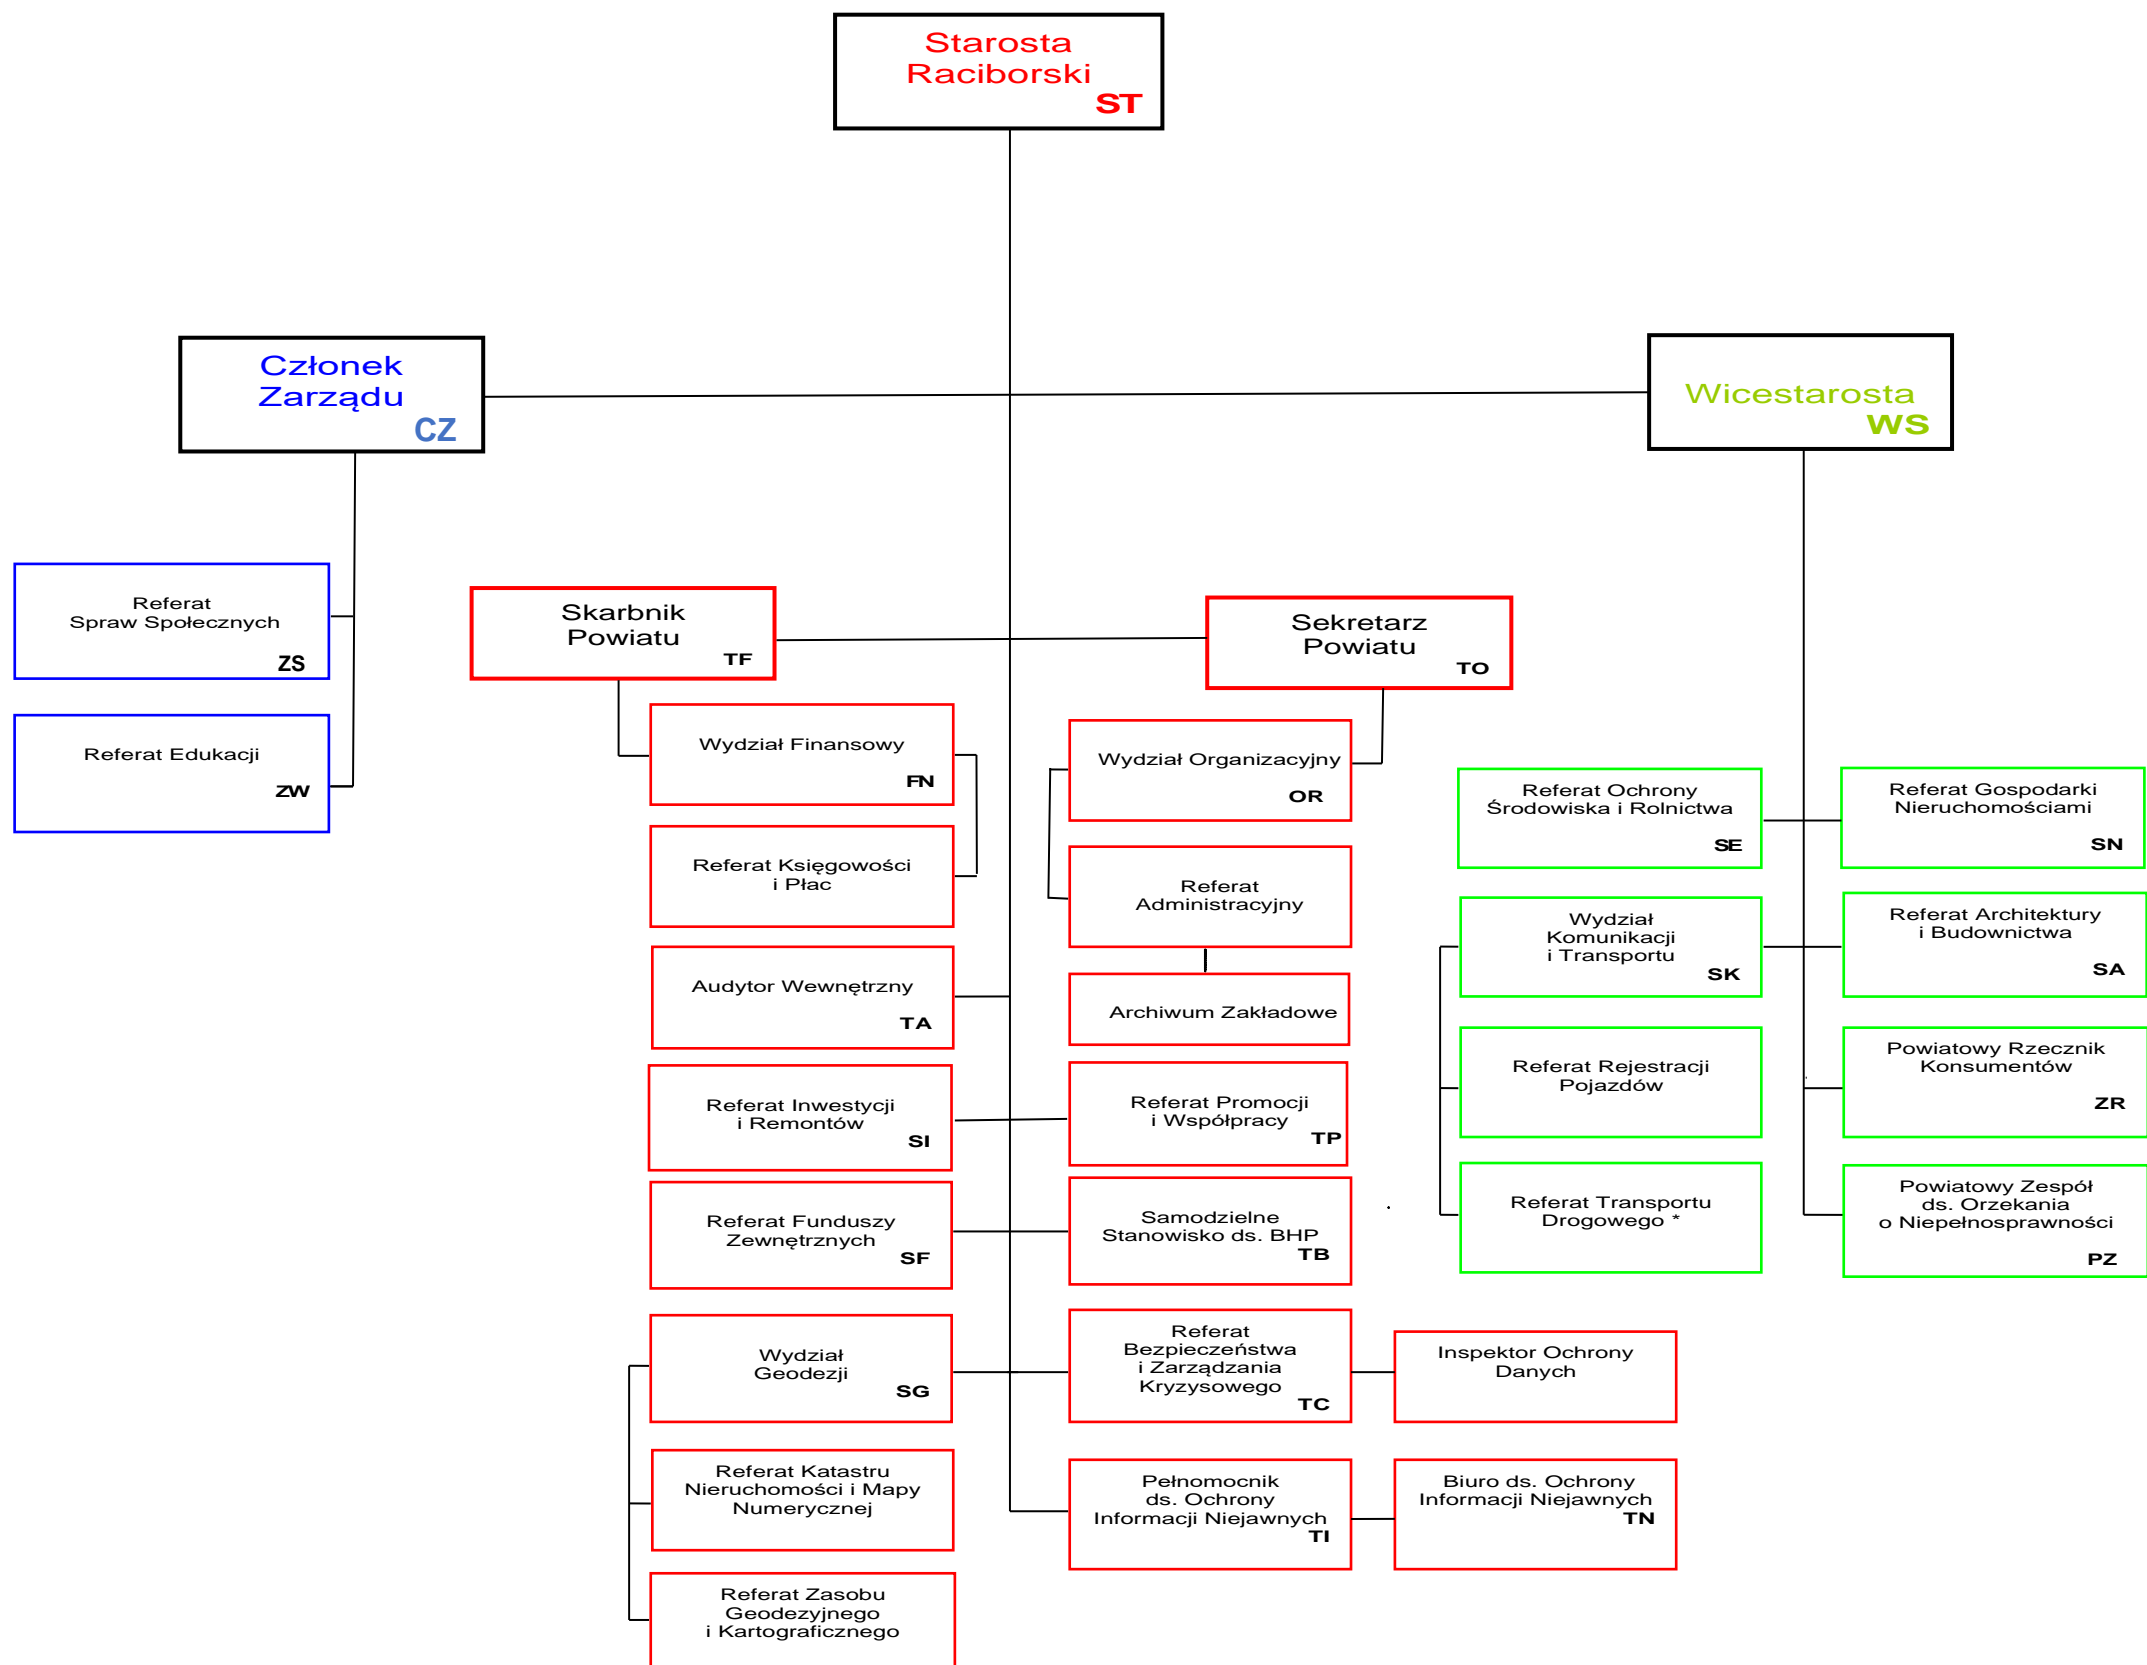 Starosta
Raciborski
ST
Członek
Zarządu
CZ
Wicestarosta
WS
Referat
Spraw Społecznych
ZS
Referat Edukacji
ZW
Skarbnik
Powiatu
TF
Sekretarz
Powiatu
TO
Wydział Finansowy
FN
Referat Księgowości
i Płac
Audytor Wewnętrzny
TA
Referat Inwestycji
i Remontów
SI
Referat Funduszy
Zewnętrznych
SF
Wydział
Geodezji
SG
Referat Katastru
Nieruchomości i Mapy
Numerycznej
Referat Zasobu
Geodezyjnego
i Kartograficznego
Wydział Organizacyjny
OR
Referat
Administracyjny
Archiwum Zakładowe
Referat Promocji
i Współpracy
TP
Samodzielne
Stanowisko ds. BHP
TB
Referat
Bezpieczeństwa
i Zarządzania
Kryzysowego
TC
Inspektor Ochrony
Danych
Pełnomocnik
ds. Ochrony
Informacji Niejawnych
TI
Biuro ds. Ochrony
Informacji Niejawnych
TN
Referat Ochrony
Środowiska i Rolnictwa
SE
Wydział
Komunikacji
i Transportu
SK
Referat Rejestracji
Pojazdów
Referat Transportu
Drogowego *
Referat Gospodarki
Nieruchomościami
SN
Referat Architektury
i Budownictwa
SA
Powiatowy Rzecznik
Konsumentów
ZR
Powiatowy Zespół
ds. Orzekania
o Niepełnosprawności
PZ